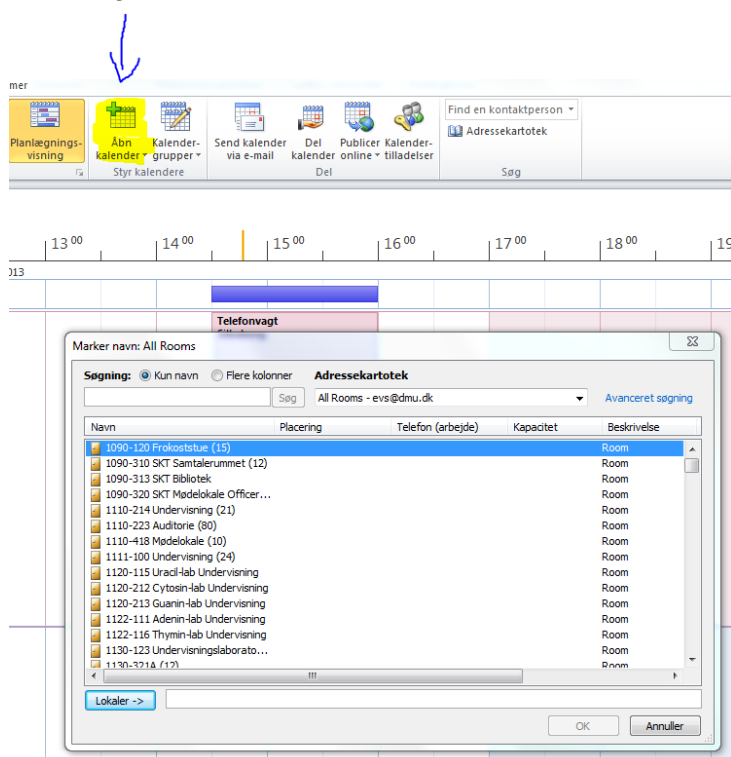 mer
Planlægnings-
visning
Åbn
kalender
Kalender-
grupper
Send kalender
via e-mail
Del
kalender
Publicer
online
Kalender-
tilladelser
Find en kontaktperson
Adressekartotek
Styr kalendere
Del
Søg
13 00 14 00 15 00 16 00 17 00 18 00 19
013
Telefonvagt
Marker navn: All Rooms
Søgning: Kun navn Flere kolonner Adressekartotek
Søg All Rooms - evs@dmu.dk Avanceret søgning
Navn Placering Telefon (arbejde) Kapacitet Beskrivelse
1090-120 Frokoststue (15) Room
1090-310 SKT Samtalerummet (12) Room
1090-313 SKT Bibliotek Room
1090-320 SKT Mødelokale Officer... Room
1110-214 Undervisning (21) Room
1110-223 Auditorie (80) Room
1110-418 Mødelokale (10) Room
1111-100 Undervisning (24) Room
1120-115 Uracil-lab Undervisning Room
1120-212 Cytosin-lab Undervisning Room
1120-213 Guanin-lab Undervisning Room
1122-111 Adenin-lab Undervisning Room
1122-116 Thymin-lab Undervisning Room
1130-123 Undervisningslaborato... Room
1130-321A (12) Room
Lokaler ->
OK Annuller